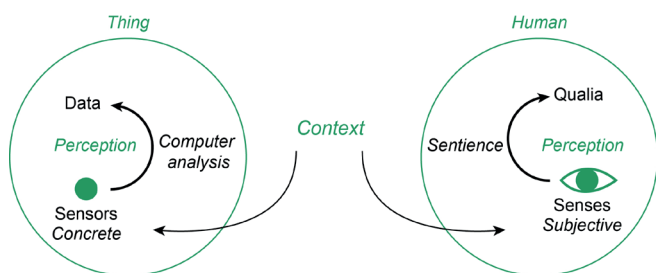 Thing
Data
Perception
Computer
analysis
Sensors
Concrete
Context
Human
Qualia
Sentience
Perception
Senses
Subjective